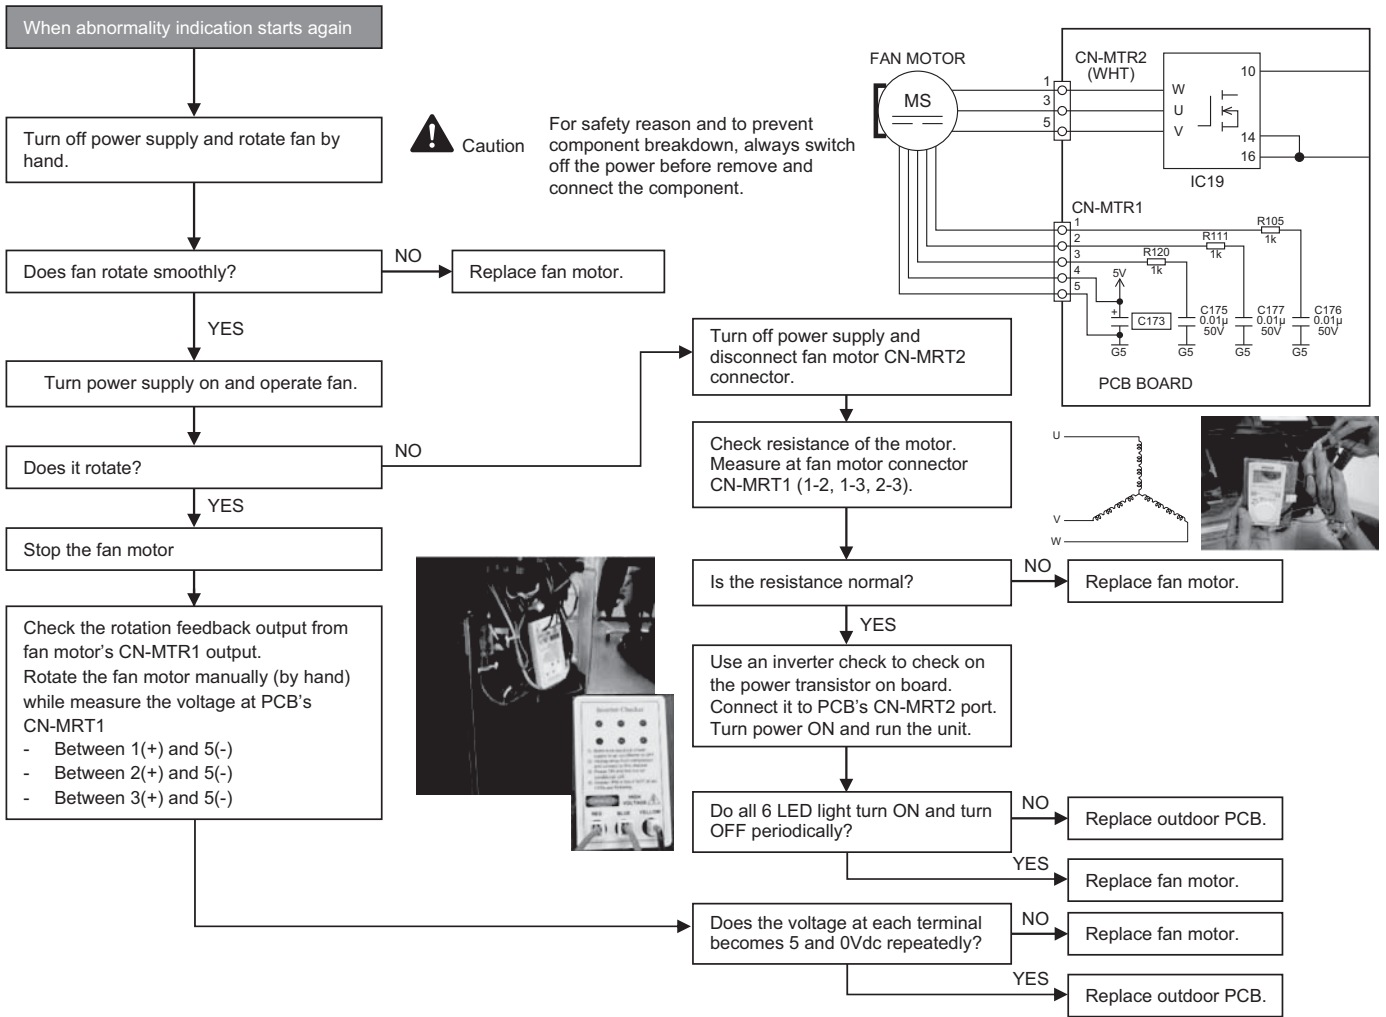 When abnormality indication starts again
Turn off power supply and rotate fan by
hand.
Does fan rotate smoothly?
NO
Replace fan motor.
YES
Turn power supply on and operate fan.
Does it rotate?
NO
YES
Stop the fan motor
Check the rotation feedback output from
fan motor's CN-MTR1 output.
Rotate the fan motor manually (by hand)
while measure the voltage at PCB's
CN-MRT1
- Between 1(+) and 5(-)
- Between 2(+) and 5(-)
- Between 3(+) and 5(-)
Caution
For safety reason and to prevent
component breakdown, always switch
off the power before remove and
connect the component.
Turn off power supply and
disconnect fan motor CN-MRT2
connector.
Check resistance of the motor.
Measure at fan motor connector
CN-MRT1 (1-2, 1-3, 2-3).
Is the resistance normal?
NO
Replace fan motor.
YES
Use an inverter check to check on
the power transistor on board.
Connect it to PCB's CN-MRT2 port.
Turn power ON and run the unit.
Do all 6 LED light turn ON and turn
OFF periodically?
NO
Replace outdoor PCB.
YES
Replace fan motor.
Does the voltage at each terminal
becomes 5 and 0Vdc repeatedly?
NO
Replace fan motor.
YES
Replace outdoor PCB.
FAN MOTOR
MS
CN-MTR2
(WHT)
1
3
5
W
U
V
10
14
16
IC19
CN-MTR1
1
2
3
4
5
R105
1k
R111
1k
R120
1k
5V
+
C173
C175
0.01µ
50V
C177
0.01µ
50V
C176
0.01µ
50V
G5
G5
G5
G5
PCB BOARD
U
V
W
Inverter Checker
HIGH
VOLTAGE
RED
BLUE
YELLOW